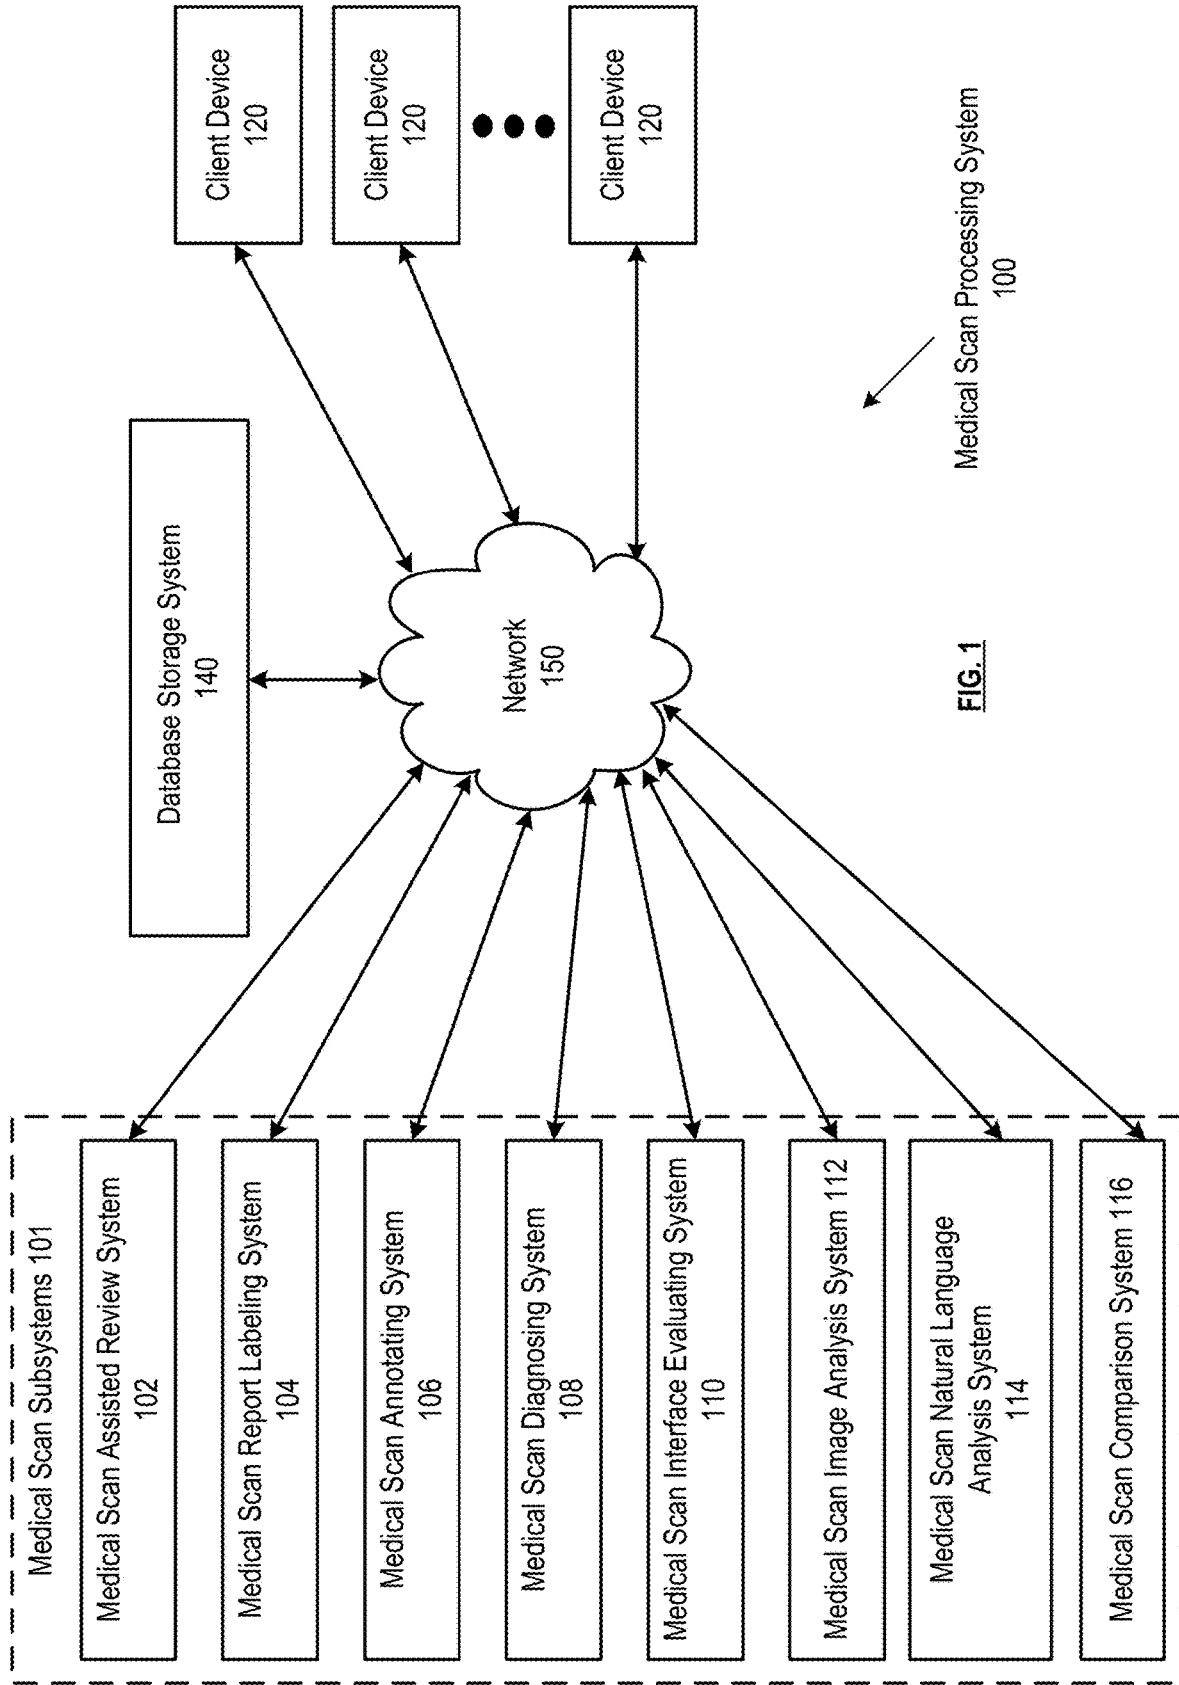 Medical Scan Subsystems 101
Medical Scan Assisted Review System
102
Medical Scan Report Labeling System
104
Medical Scan Annotating System
106
Medical Scan Diagnosing System
108
Medical Scan Interface Evaluating System
110
Medical Scan Image Analysis System 112
Medical Scan Natural Language
Analysis System
114
Medical Scan Comparison System 116
Database Storage System
140
Network
150
Client Device
120
Client Device
120
Client Device
120
Medical Scan Processing System
100
FIG. 1